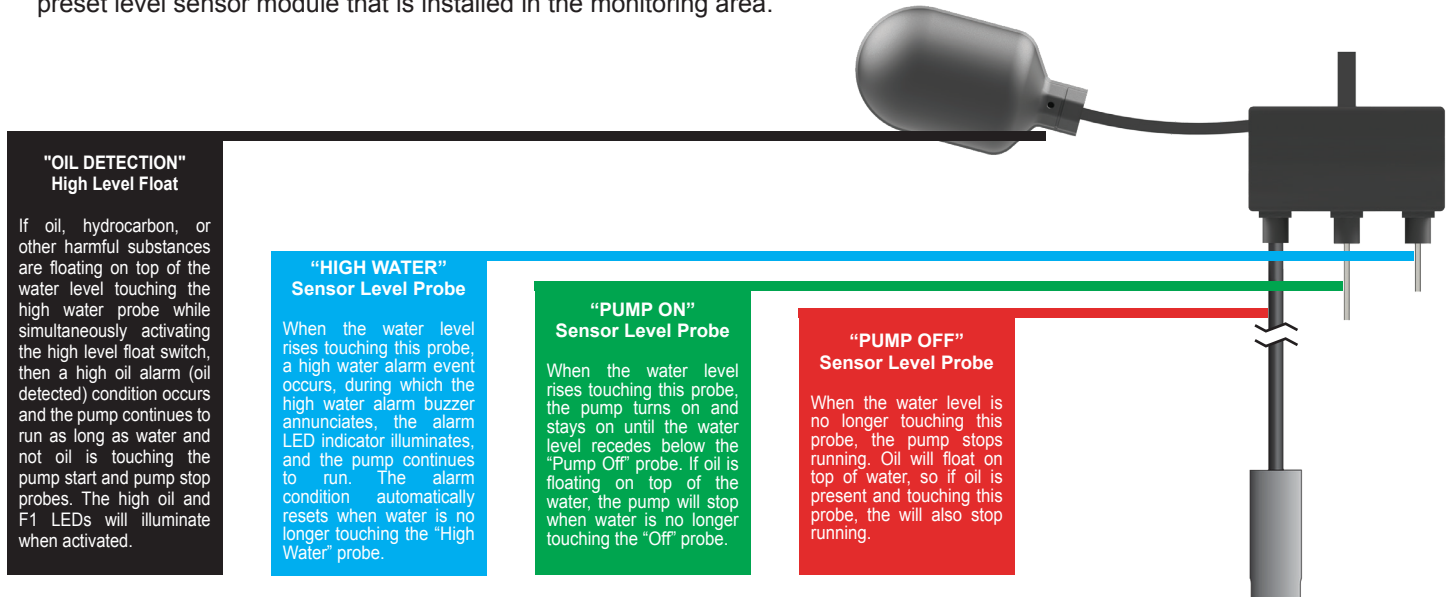 preset level sensor module that is installed in the monitoring area.
"OIL DETECTION"
High Level Float
If oil, hydrocarbon, or
other harmful substances
are floating on top of the
water level touching the
high water probe while
simultaneously activating
the high level float switch,
then a high oil alarm (oil
detected) condition occurs
and the pump continues to
run as long as water and
not oil is touching the
pump start and pump stop
probes. The high oil and
F1 LEDs will illuminate
when activated.
“HIGH WATER”
Sensor Level Probe
When the water level
rises touching this probe,
a high water alarm event
occurs, during which the
high water alarm buzzer
annunciates, the alarm
LED indicator illuminates,
and the pump continues
to run. The alarm
condition automatically
resets when water is no
longer touching the “High
Water” probe.
“PUMP ON”
Sensor Level Probe
When the water level
rises touching this probe,
the pump turns on and
stays on until the water
level recedes below the
“Pump Off” probe. If oil is
floating on top of the
water, the pump will stop
when water is no longer
touching the “Off” probe.
“PUMP OFF”
Sensor Level Probe
When the water level is
no longer touching this
probe, the pump stops
running. Oil will float on
top of water, so if oil is
present and touching this
probe, the will also stop
running.